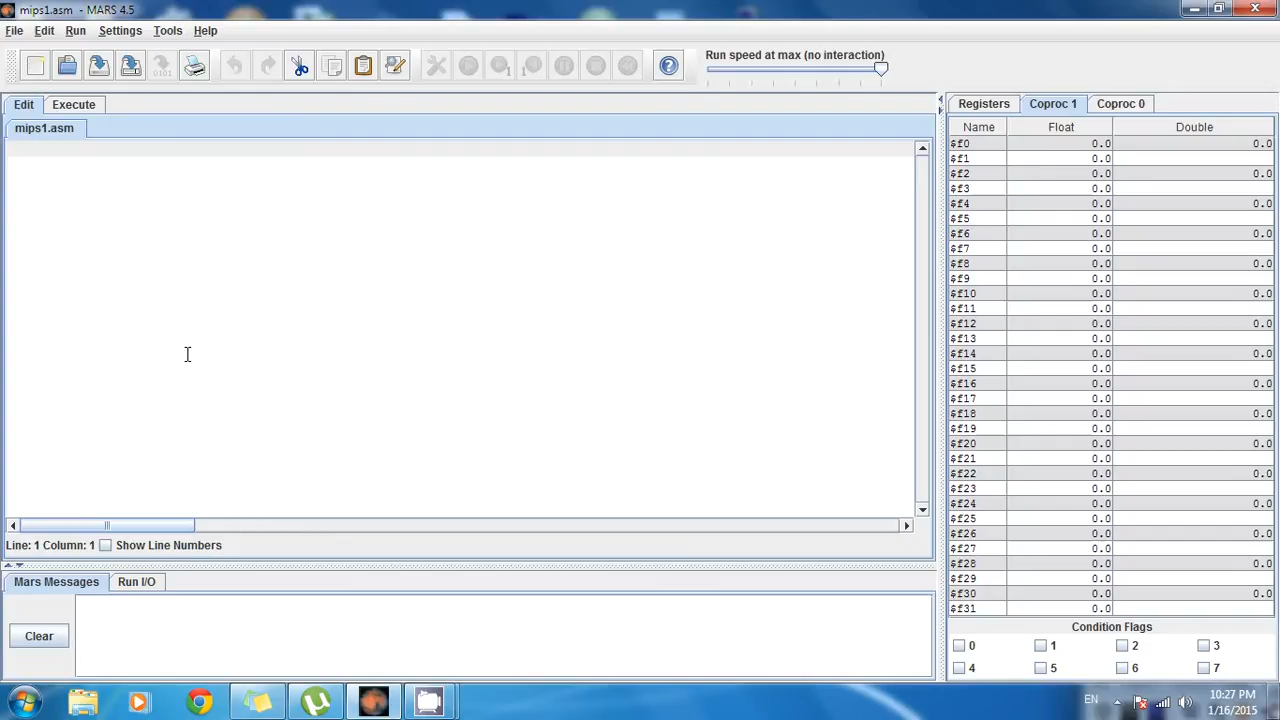 mips1.asm - MARS 4.5
File Edit Run Settings Tools Help
Run speed at max (no interaction)
Edit Execute
mips1.asm
Registers Coproc 1 Coproc 0
Name Float Double
$f0 0.0 0.0
$f1 0.0
$f2 0.0 0.0
$f3 0.0
$f4 0.0 0.0
$f5 0.0
$f6 0.0 0.0
$f7 0.0
$f8 0.0 0.0
$f9 0.0
$f10 0.0 0.0
$f11 0.0
$f12 0.0 0.0
$f13 0.0
$f14 0.0 0.0
$f15 0.0
$f16 0.0 0.0
$f17 0.0
$f18 0.0 0.0
$f19 0.0
$f20 0.0 0.0
$f21 0.0
$f22 0.0 0.0
$f23 0.0
$f24 0.0 0.0
$f25 0.0
$f26 0.0 0.0
$f27 0.0
$f28 0.0 0.0
$f29 0.0
$f30 0.0 0.0
$f31 0.0
Condition Flags
0 1 2 3
4 5 6 7
Line: 1 Column: 1 Show Line Numbers
Mars Messages Run I/O
Clear
EN
10:27 PM
1/16/2015